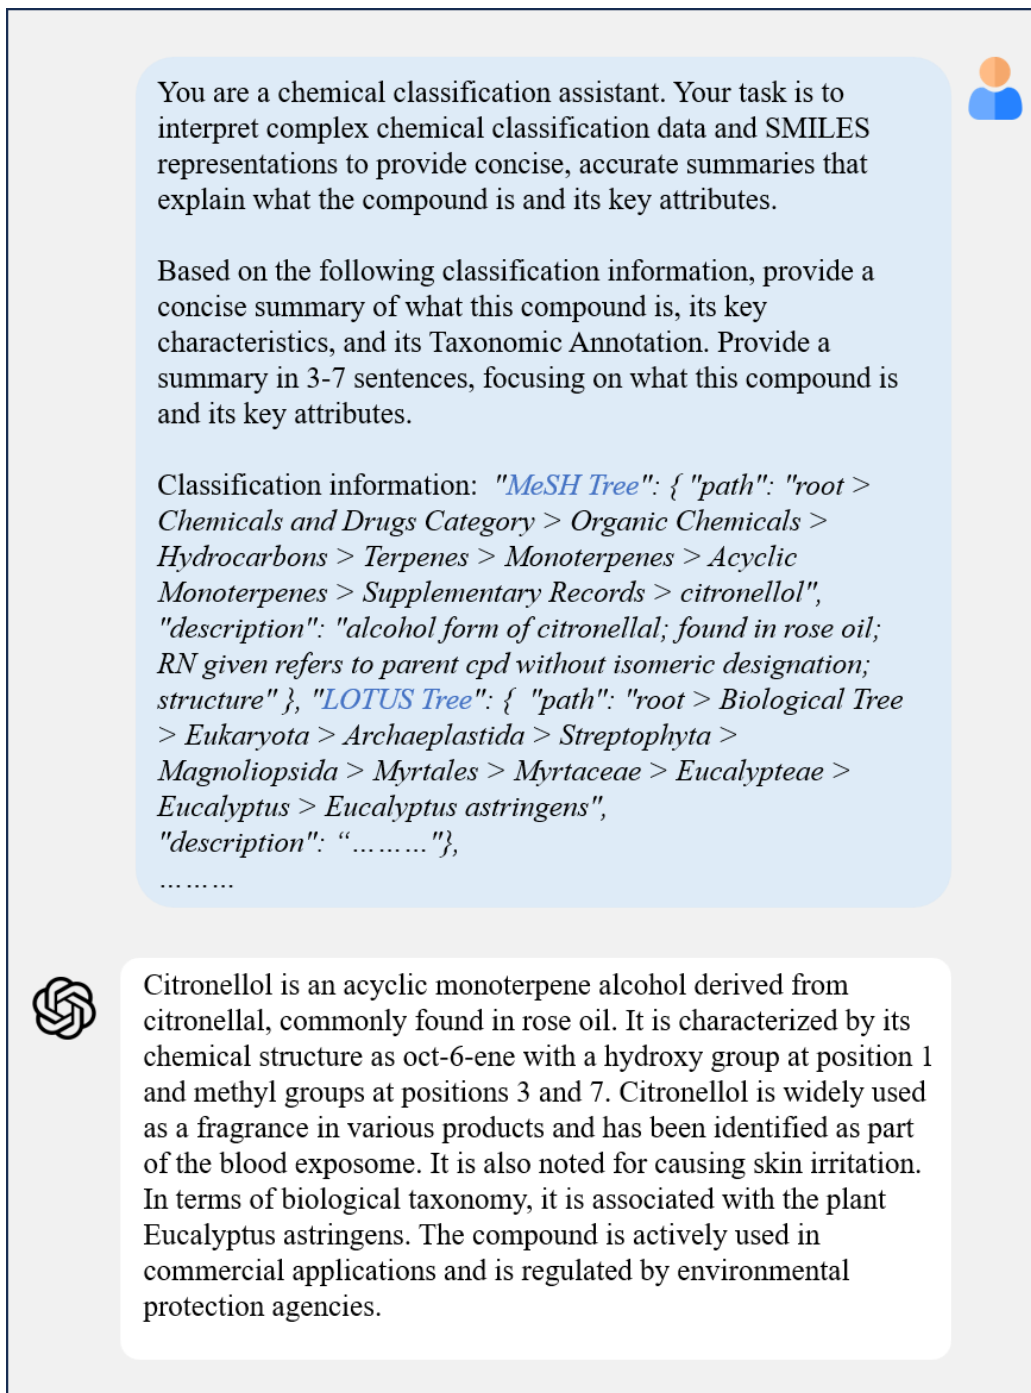 You are a chemical classification assistant. Your task is to
interpret complex chemical classification data and SMILES
representations to provide concise, accurate summaries that
explain what the compound is and its key attributes.
Based on the following classification information, provide a
concise summary of what this compound is, its key
characteristics, and its Taxonomic Annotation. Provide a
summary in 3-7 sentences, focusing on what this compound is
and its key attributes.
Classification information:  "MeSH Tree": { "path": "root >
Chemicals and Drugs Category > Organic Chemicals >
Hydrocarbons > Terpenes > Monoterpenes > Acyclic
Monoterpenes > Supplementary Records > citronellol",
"description": "alcohol form of citronellal; found in rose oil;
RN given refers to parent cpd without isomeric designation;
structure" }, "LOTUS Tree": {  "path": "root > Biological Tree
> Eukaryota > Archaeplastida > Streptophyta >
Magnoliopsida > Myrtales > Myrtaceae > Eucalypteae >
Eucalyptus > Eucalyptus astringens",
"description": “………"},
………
Citronellol is an acyclic monoterpene alcohol derived from
citronellal, commonly found in rose oil. It is characterized by its
chemical structure as oct-6-ene with a hydroxy group at position 1
and methyl groups at positions 3 and 7. Citronellol is widely used
as a fragrance in various products and has been identified as part
of the blood exposome. It is also noted for causing skin irritation.
In terms of biological taxonomy, it is associated with the plant
Eucalyptus astringens. The compound is actively used in
commercial applications and is regulated by environmental
protection agencies.